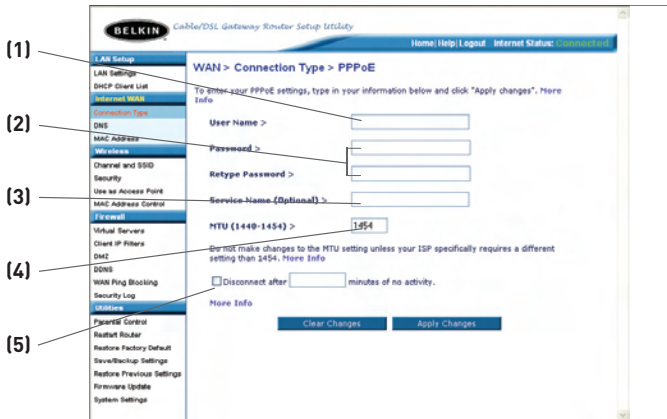 BELKIN Cable/DSL Gateway Router Setup Utility
Home|Help|Logout Internet Status: Connected
LAN Setup
LAN Settings
DHCP Client List
Internet WAN
Connection Type
DNS
MAC Address
Wireless
Channel and SSID
Security
Use as Access Point
MAC Address Control
Firewall
Virtual Servers
Client IP Filters
DMZ
DDNS
WAN Ping Blocking
Security Log
Utilities
Parental Control
Restart Router
Restore Factory Default
Save/Backup Settings
Restore Previous Settings
Firmware Update
System Settings
WAN > Connection Type > PPPoE
To enter your PPPoE settings, type in your information below and click "Apply changes". More
Info
(1)
User Name >
(2)
Password >
Retype Password >
(3)
Service Name (Optional) >
(4)
MTU (1440-1454) > 1454
Do not make changes to the MTU setting unless your ISP specifically requires a different
setting than 1454. More Info
(5)
Disconnect after minutes of no activity.
More Info
Clear Changes Apply Changes